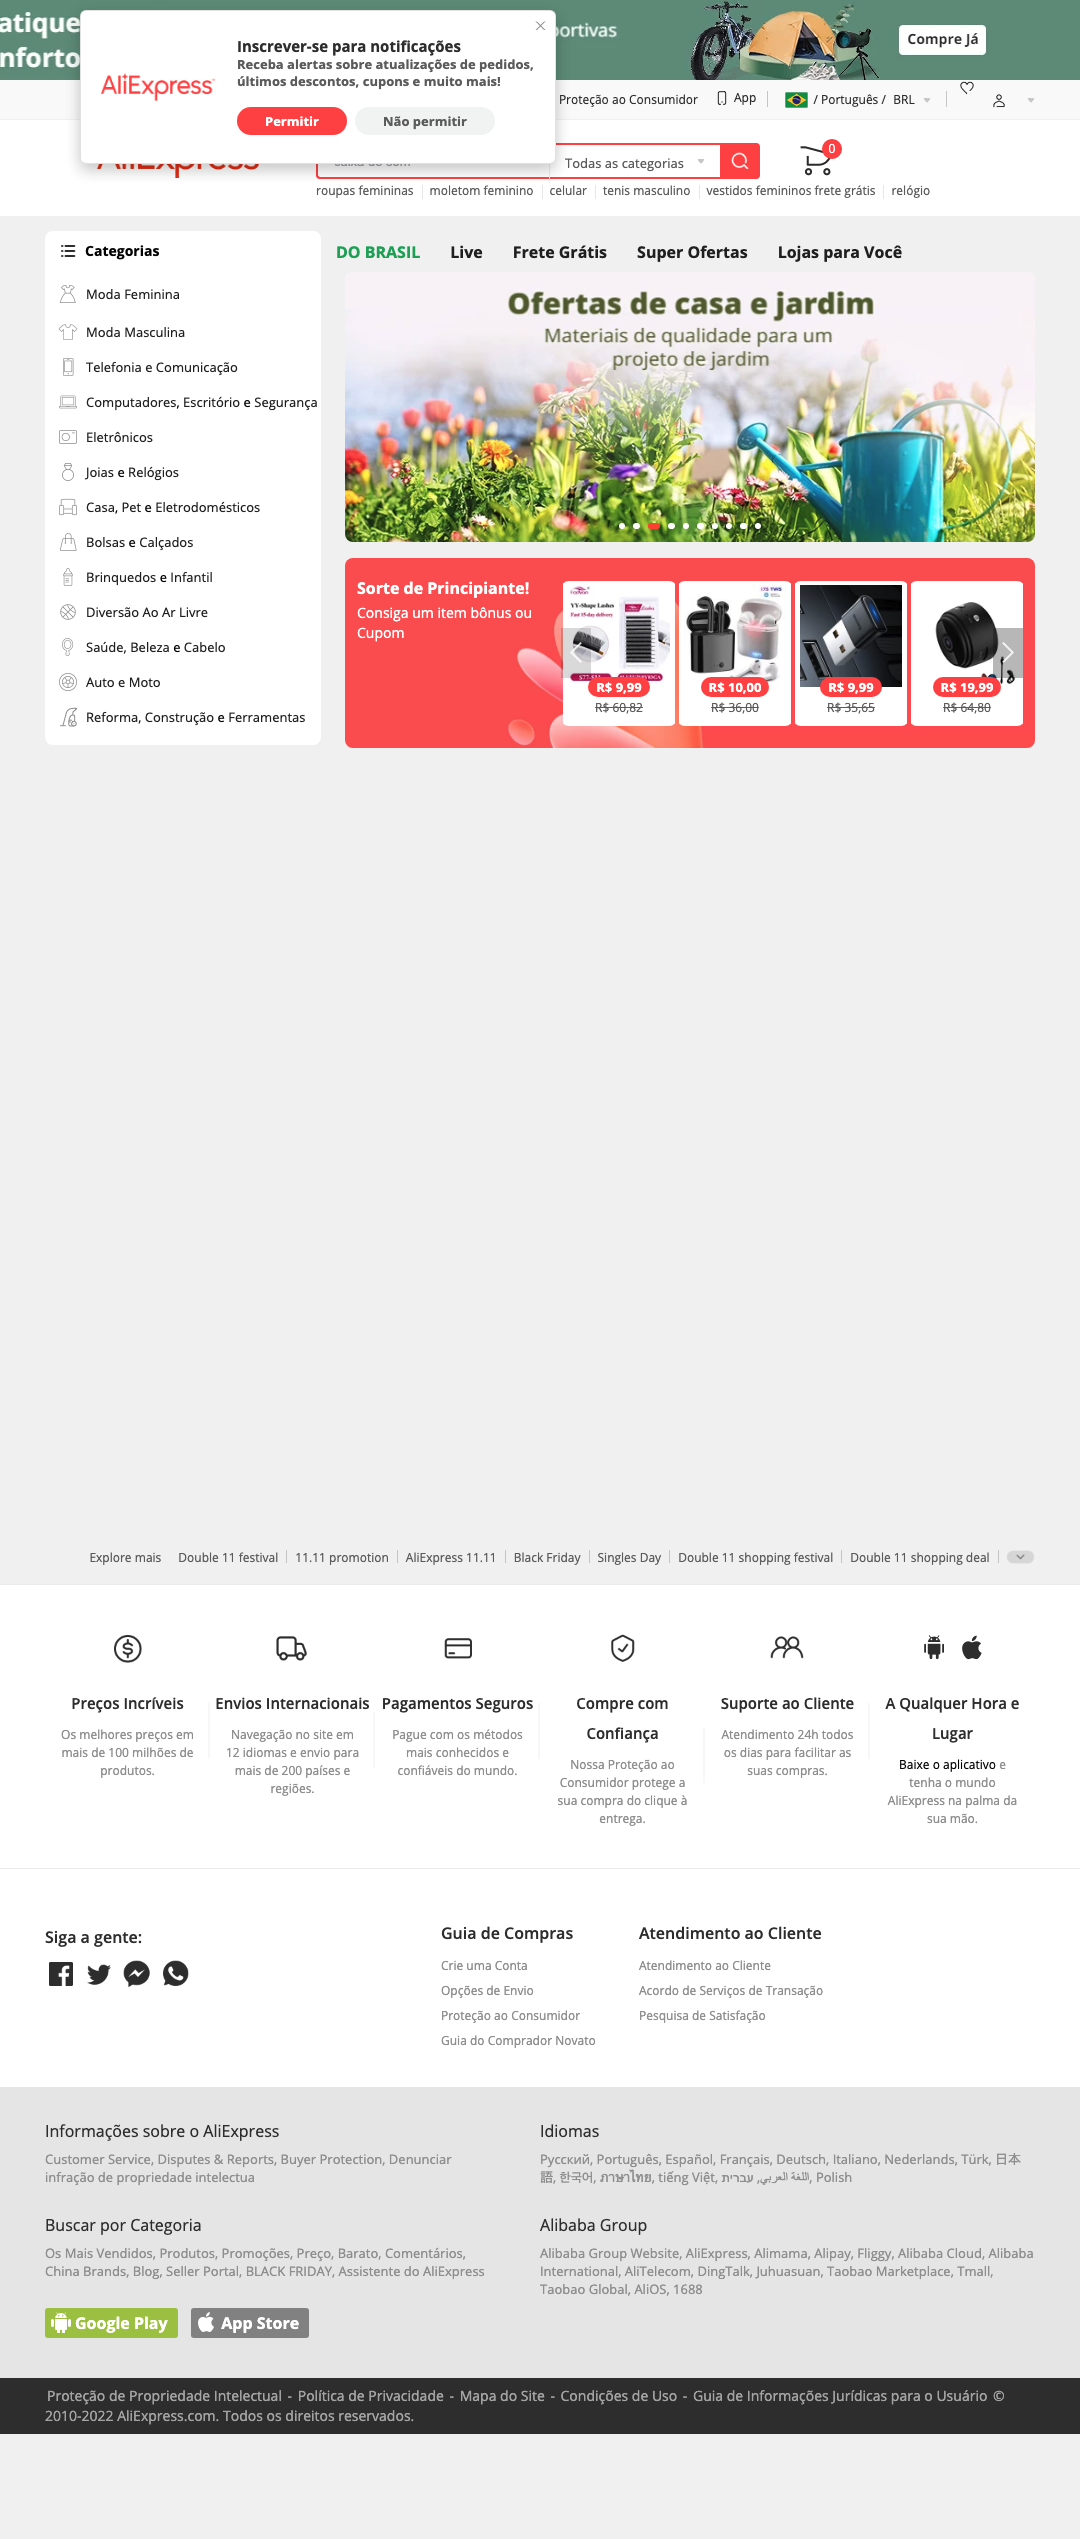 atique
nforto
portivas
Compre Já
AliExpress
Inscrever-se para notificações
Receba alertas sobre atualizações de pedidos,
últimos descontos, cupons e muito mais!
Permitir
Não permitir
Proteção ao Consumidor
App
/ Português / BRL
AliExpress
Todas as categorias
0
roupas femininas
moletom feminino
celular
tenis masculino
vestidos femininos frete grátis
relógio
Categorias
Moda Feminina
Moda Masculina
Telefonia e Comunicação
Computadores, Escritório e Segurança
Eletrônicos
Joias e Relógios
Casa, Pet e Eletrodomésticos
Bolsas e Calçados
Brinquedos e Infantil
Diversão Ao Ar Livre
Saúde, Beleza e Cabelo
Auto e Moto
Reforma, Construção e Ferramentas
DO BRASIL
Live
Frete Grátis
Super Ofertas
Lojas para Você
Ofertas de casa e jardim
Materiais de qualidade para um
projeto de jardim
Sorte de Principiante!
Consiga um item bônus ou
Cupom
YY-Shape Lashes
R$ 9,99
R$ 60,82
R$ 10,00
R$ 36,00
R$ 9,99
R$ 35,65
R$ 19,99
R$ 64,80
Explore mais
Double 11 festival
11.11 promotion
AliExpress 11.11
Black Friday
Singles Day
Double 11 shopping festival
Double 11 shopping deal
Preços Incríveis
Os melhores preços em
mais de 100 milhões de
produtos.
Envios Internacionais
Navegação no site em
12 idiomas e envio para
mais de 200 países e
regiões.
Pagamentos Seguros
Pague com os métodos
mais conhecidos e
confiáveis do mundo.
Compre com
Confiança
Nossa Proteção ao
Consumidor protege a
sua compra do clique à
entrega.
Suporte ao Cliente
Atendimento 24h todos
os dias para facilitar as
suas compras.
A Qualquer Hora e
Lugar
Baixe o aplicativo e
tenha o mundo
AliExpress na palma da
sua mão.
Siga a gente:
Guia de Compras
Crie uma Conta
Opções de Envio
Proteção ao Consumidor
Guia do Comprador Novato
Atendimento ao Cliente
Atendimento ao Cliente
Acordo de Serviços de Transação
Pesquisa de Satisfação
Informações sobre o AliExpress
Customer Service, Disputes & Reports, Buyer Protection, Denunciar
infração de propriedade intelectua
Idiomas
Pусский, Português, Español, Français, Deutsch, Italiano, Nederlands, Türk, 日本
語, 한국어, ภาษาไทย, tiếng Việt, اللغة العربي, עברית, Polish
Buscar por Categoria
Os Mais Vendidos, Produtos, Promoções, Preço, Barato, Comentários,
China Brands, Blog, Seller Portal, BLACK FRIDAY, Assistente do AliExpress
Alibaba Group
Alibaba Group Website, AliExpress, Alimama, Alipay, Fliggy, Alibaba Cloud, Alibaba
International, AliTelecom, DingTalk, Juhuasuan, Taobao Marketplace, Tmall,
Taobao Global, AliOS, 1688
Google Play
App Store
Proteção de Propriedade Intelectual - Política de Privacidade - Mapa do Site - Condições de Uso - Guia de Informações Jurídicas para o Usuário ©
2010-2022 AliExpress.com. Todos os direitos reservados.